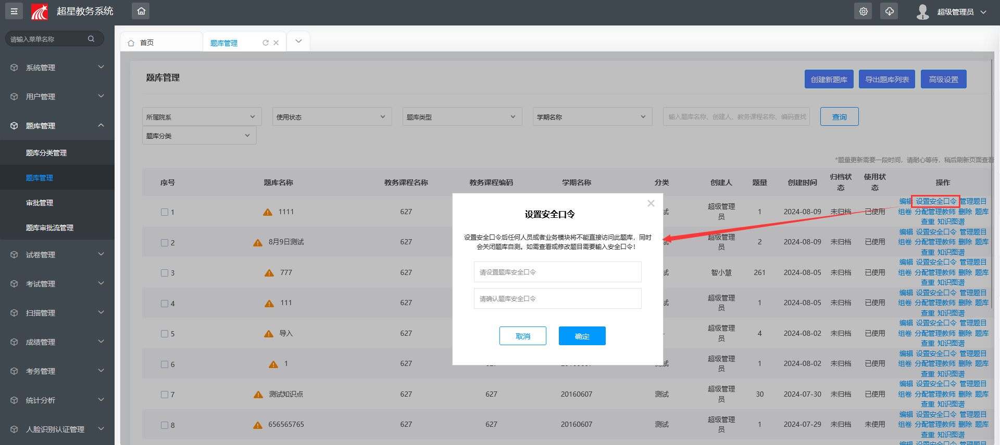 超星教务系统
超级管理员
请输入菜单名称
首页
题库管理
系统管理
用户管理
题库管理
题库分类管理
题库管理
审批管理
题库审批流管理
试卷管理
考试管理
扫描管理
成绩管理
考务管理
统计分析
人脸识别认证管理
题库管理
创建新题库 导出题库列表 高级设置
所属院系 使用状态 题库类型 学期名称 输入题库名称、创建人、教务课程名称、编码查找 查询
题库分类
*题量更新需要一段时间，请耐心等待，稍后刷新页面查看
序号 题库名称 教务课程名称 教务课程编码 学期名称 分类 创建人 题量 创建时间 归档状态 使用状态 操作
1 1111 627 试 超级管理员 1 2024-08-09 未归档 已使用 编辑 设置安全口令 管理题目
组卷 分配管理教师 删除 题库
查重 知识图谱
2 8月9日测试 627 试 超级管理员 2 2024-08-09 未归档 已使用 编辑 设置安全口令 管理题目
组卷 分配管理教师 删除 题库
查重 知识图谱
3 777 627 试 智小慧 261 2024-08-05 未归档 已使用 编辑 设置安全口令 管理题目
组卷 分配管理教师 删除 题库
查重 知识图谱
4 111 627 试 超级管理员 1 2024-08-05 未归档 已使用 编辑 设置安全口令 管理题目
组卷 分配管理教师 删除 题库
查重 知识图谱
5 导入 627 超级管理员 4 2024-08-02 未归档 已使用 编辑 设置安全口令 管理题目
组卷 分配管理教师 删除 题库
查重 知识图谱
6 1 627 测试 超级管理员 1 2024-08-02 未归档 已使用 编辑 设置安全口令 管理题目
组卷 分配管理教师 删除 题库
查重 知识图谱
7 测试知识点 627 627 20160607 测试 超级管理员 30 2024-07-30 未归档 已使用 编辑 设置安全口令 管理题目
组卷 分配管理教师 删除 题库
查重 知识图谱
8 656565765 627 627 20160607 测试 超级管理员 1 2024-07-29 未归档 未使用 编辑 设置安全口令 管理题目
组卷 分配管理教师 删除 题库
查重 知识图谱
编辑 设置安全口令 管理题目
设置安全口令
设置安全口令后任何人员或者业务模块将不能直接访问此题库，同时
会关闭题库自测。如需查看或修改题目需要输入安全口令！
请设置题库安全口令
请确认题库安全口令
取消 确定